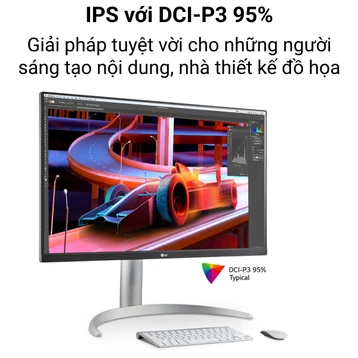 IPS với DCI-P3 95%
Giải pháp tuyệt vời cho những người
sáng tạo nội dung, nhà thiết kế đồ họa
LG
DCI-P3 95%
Typical